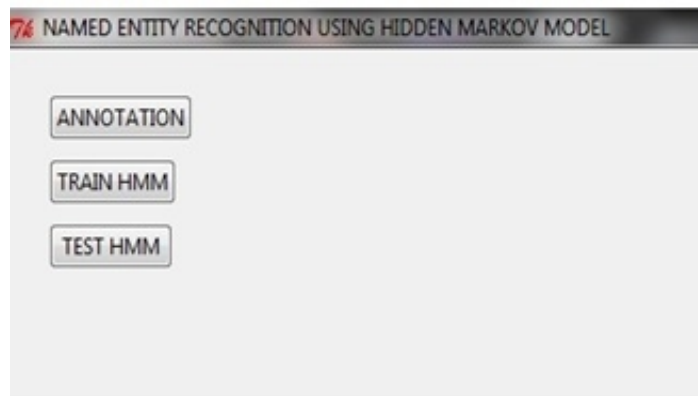 NAMED ENTITY RECOGNITION USING HIDDEN MARKOV MODEL
ANNOTATION
TRAIN HMM
TEST HMM